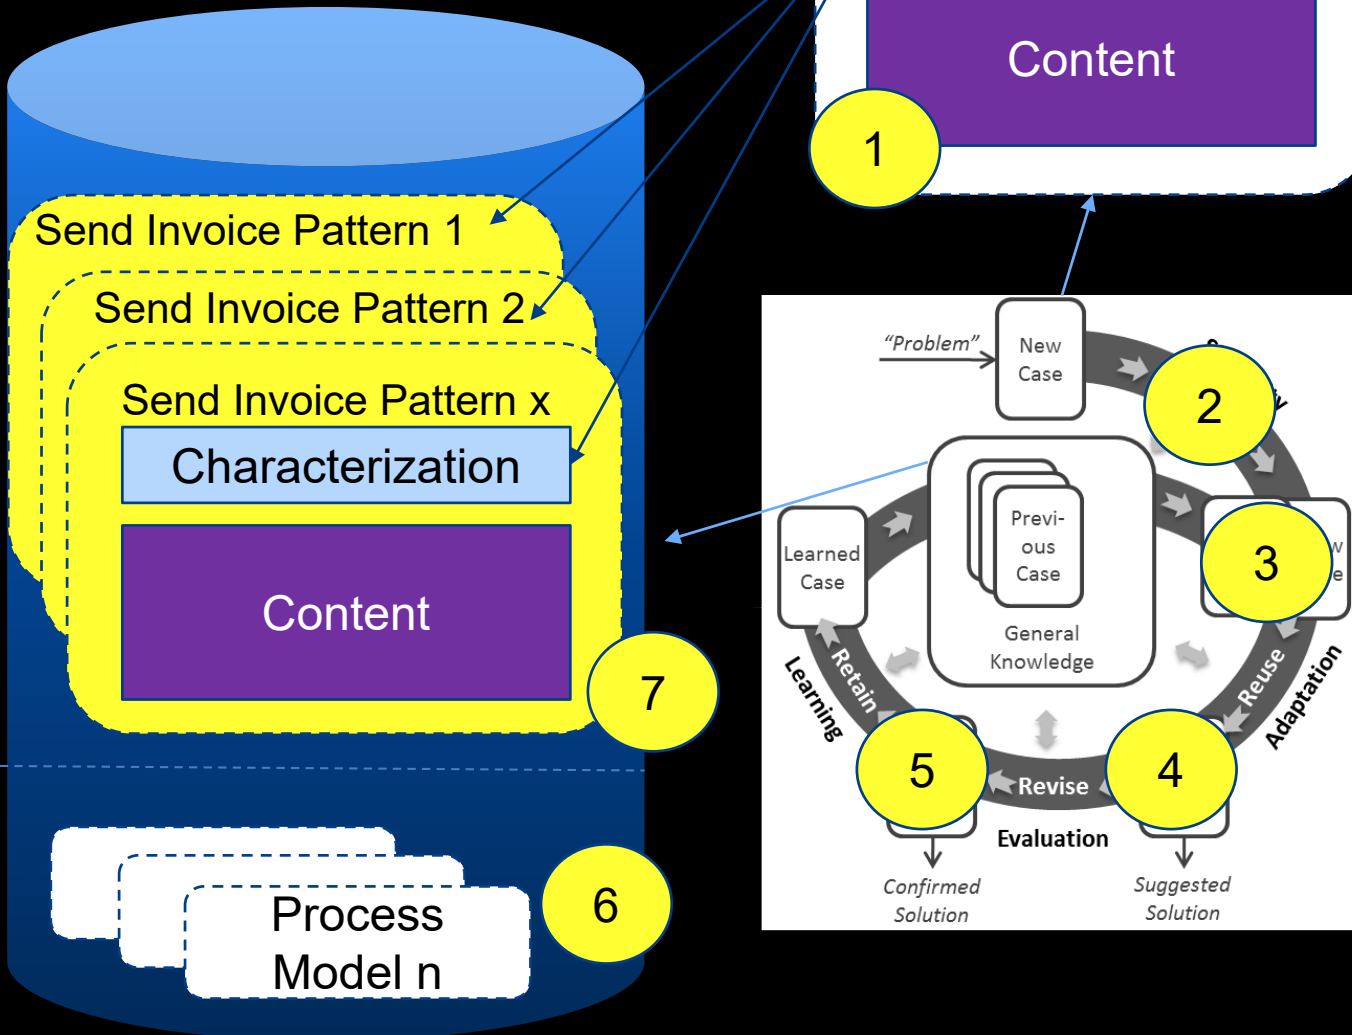 Content
1
Send Invoice Pattern 1
Send Invoice Pattern 2
Send Invoice Pattern x
Characterization
Content
7
Process
Model n
6
“Problem”
New
Case
2
Previ-
ous
Case
General
Knowledge
Learned
Case
3
Reuse
Adaptation
4
Suggested
Solution
Revise
Evaluation
5
Confirmed
Solution
Retain
Learning